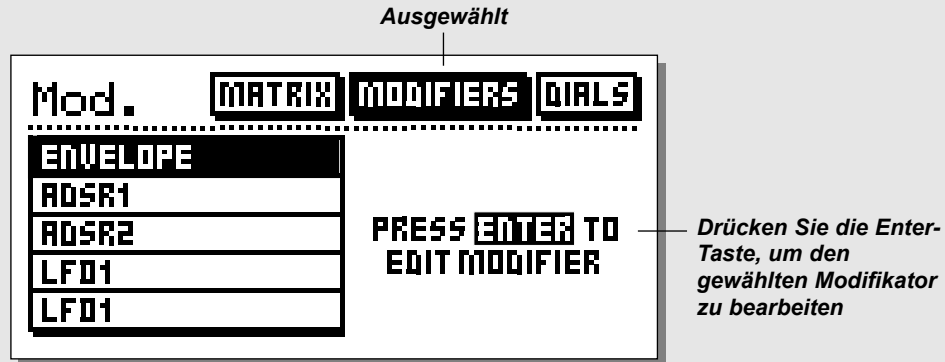 Ausgewählt
Mod. MATRIX MODIFIERS DIALS
ENVELOPE
ADSR1
ADSR2
LFO1
LFO1
PRESS ENTER TO
EDIT MODIFIER
Drücken Sie die Enter-
Taste, um den
gewählten Modifikator
zu bearbeiten